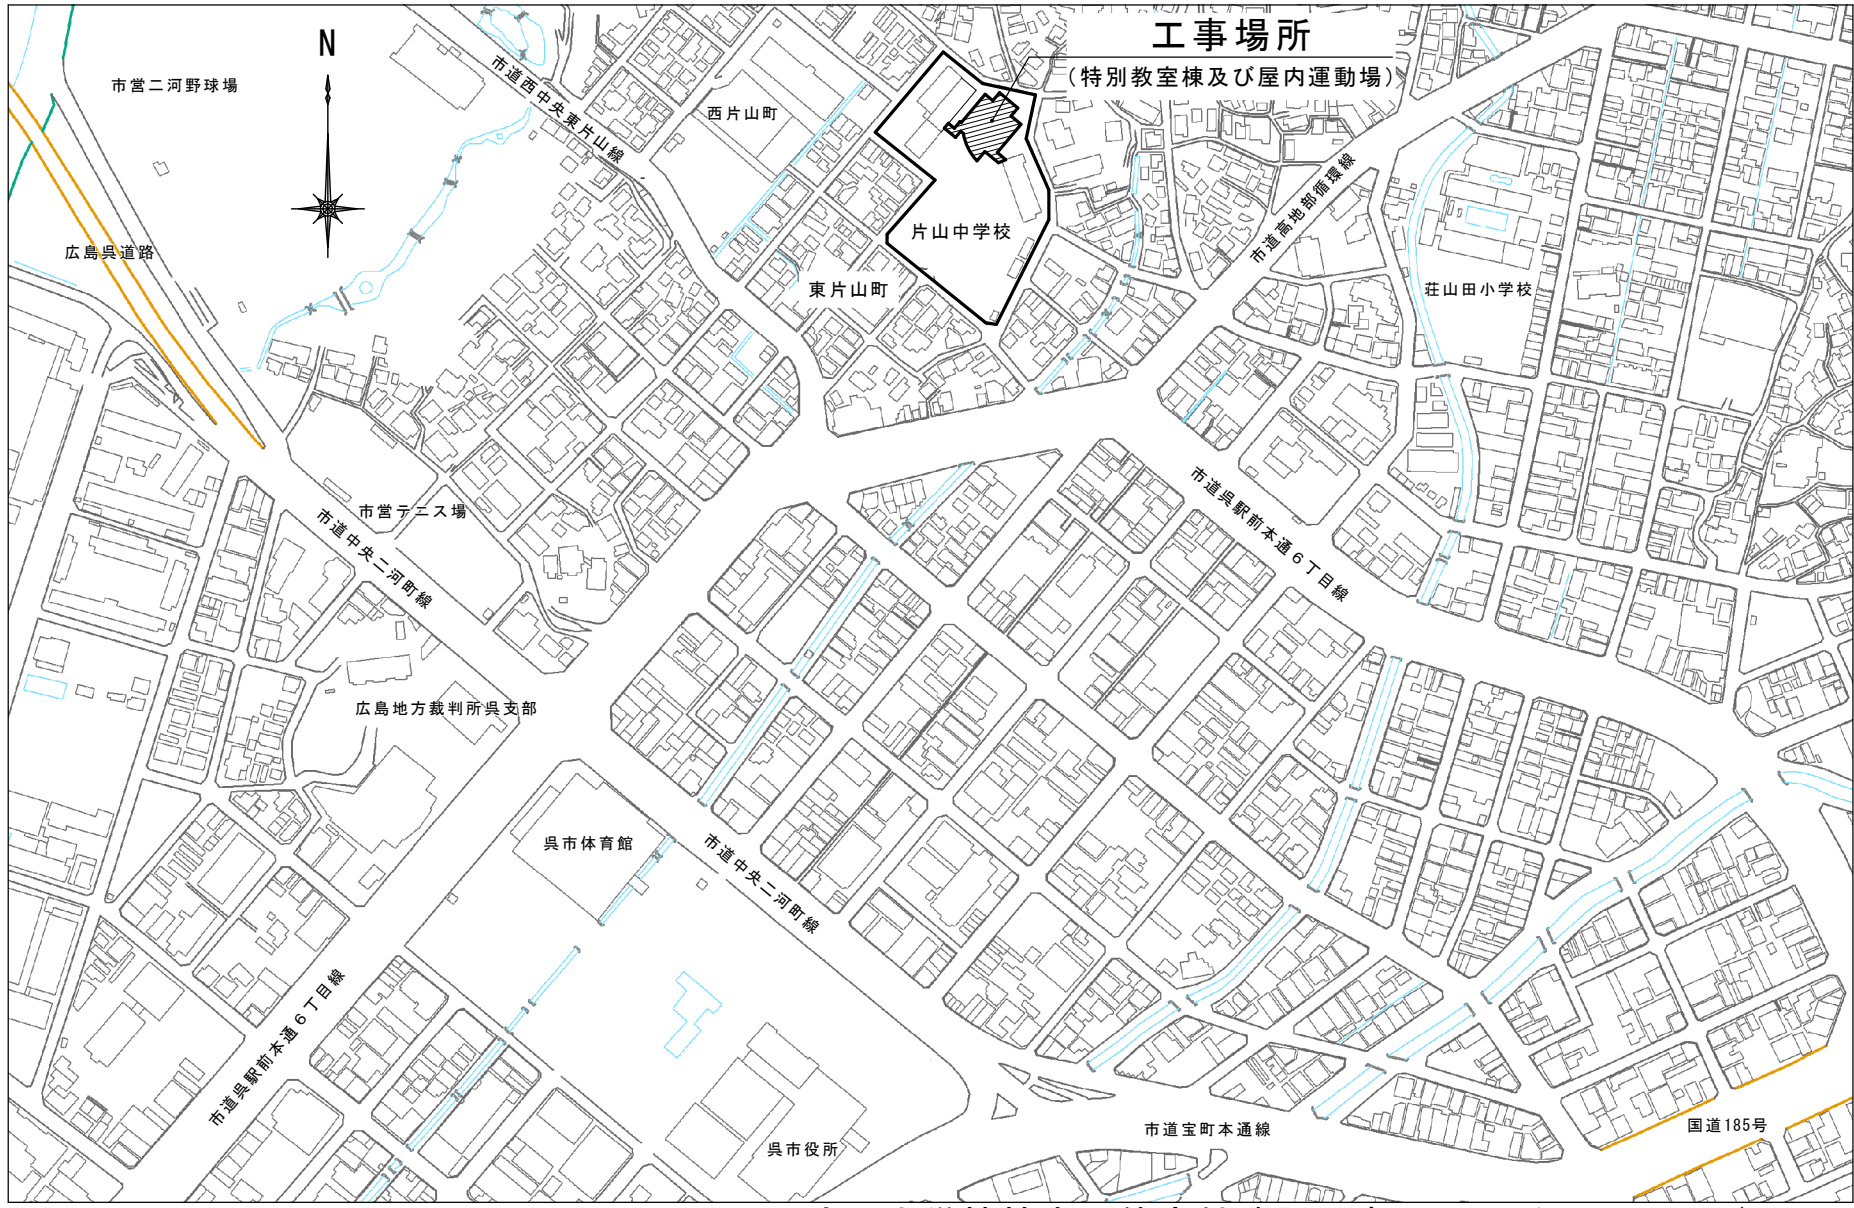 工事場所
(特別教室棟及び屋内運動場)
N
市営二河野球場
市道西中央東片山線
西片山町
広島呉道路
片山中学校
東片山町
市道高地部循環線
荘山田小学校
市営テニス場
市道中央二河町線
市道呉駅前本通6丁目線
広島地方裁判所呉支部
呉市体育館
市道中央二河町線
市道呉駅前本通6丁目線
呉市役所
市道宝町本通線
国道185号